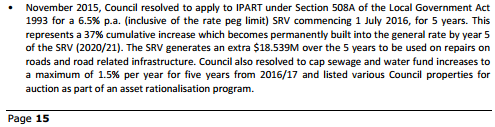 • November 2015, Council resolved to apply to IPART under Section 508A of the Local Government Act
1993 for a 6.5% p.a. (inclusive of the rate peg limit) SRV commencing 1 July 2016, for 5 years. This
represents a 37% cumulative increase which becomes permanently built into the general rate by year 5
of the SRV (2020/21). The SRV generates an extra $18.539M over the 5 years to be used on repairs on
roads and road related infrastructure. Council also resolved to cap sewage and water fund increases to
a maximum of 1.5% per year for five years from 2016/17 and listed various Council properties for
auction as part of an asset rationalisation program.
Page 15